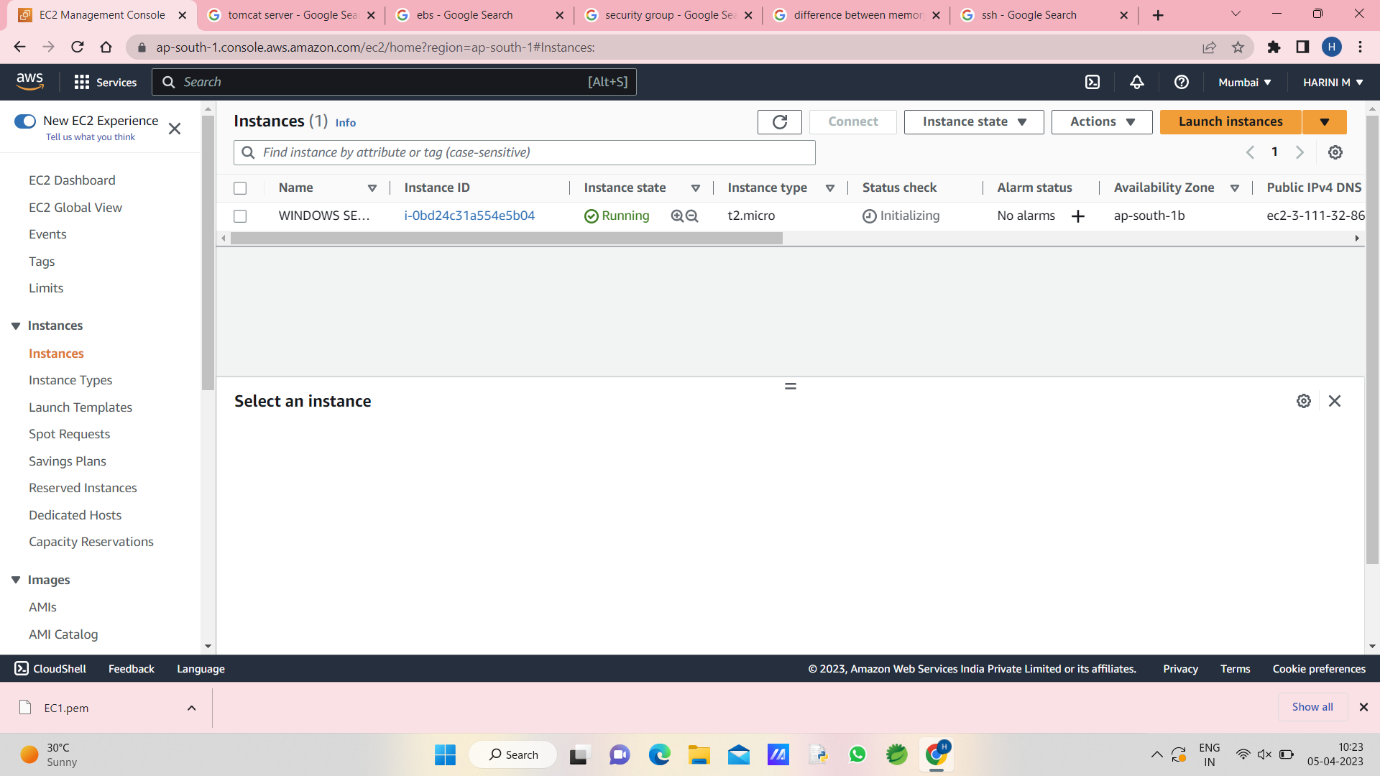 EC2 Management Console
tomcat server - Google Sea
ebs - Google Search
security group - Google Sea
difference between memor
ssh - Google Search
ap-south-1.console.aws.amazon.com/ec2/home?region=ap-south-1#Instances:
H
aws
Services
Search
[Alt+S]
Mumbai
HARINI M
New EC2 Experience
Tell us what you think
EC2 Dashboard
EC2 Global View
Events
Tags
Limits
Instances
Instances
Instance Types
Launch Templates
Spot Requests
Savings Plans
Reserved Instances
Dedicated Hosts
Capacity Reservations
Images
AMIs
AMI Catalog
Instances (1) Info
Connect
Instance state
Actions
Launch instances
Find instance by attribute or tag (case-sensitive)
1
Name Instance ID Instance state Instance type Status check Alarm status Availability Zone Public IPv4 DNS
WINDOWS SE... i-0bd24c31a554e5b04 Running t2.micro Initializing No alarms ap-south-1b ec2-3-111-32-86
Select an instance
CloudShell Feedback Language
© 2023, Amazon Web Services India Private Limited or its affiliates. Privacy Terms Cookie preferences
EC1.pem
Show all
30°C
Sunny
Search
H
ENG
IN
10:23
05-04-2023